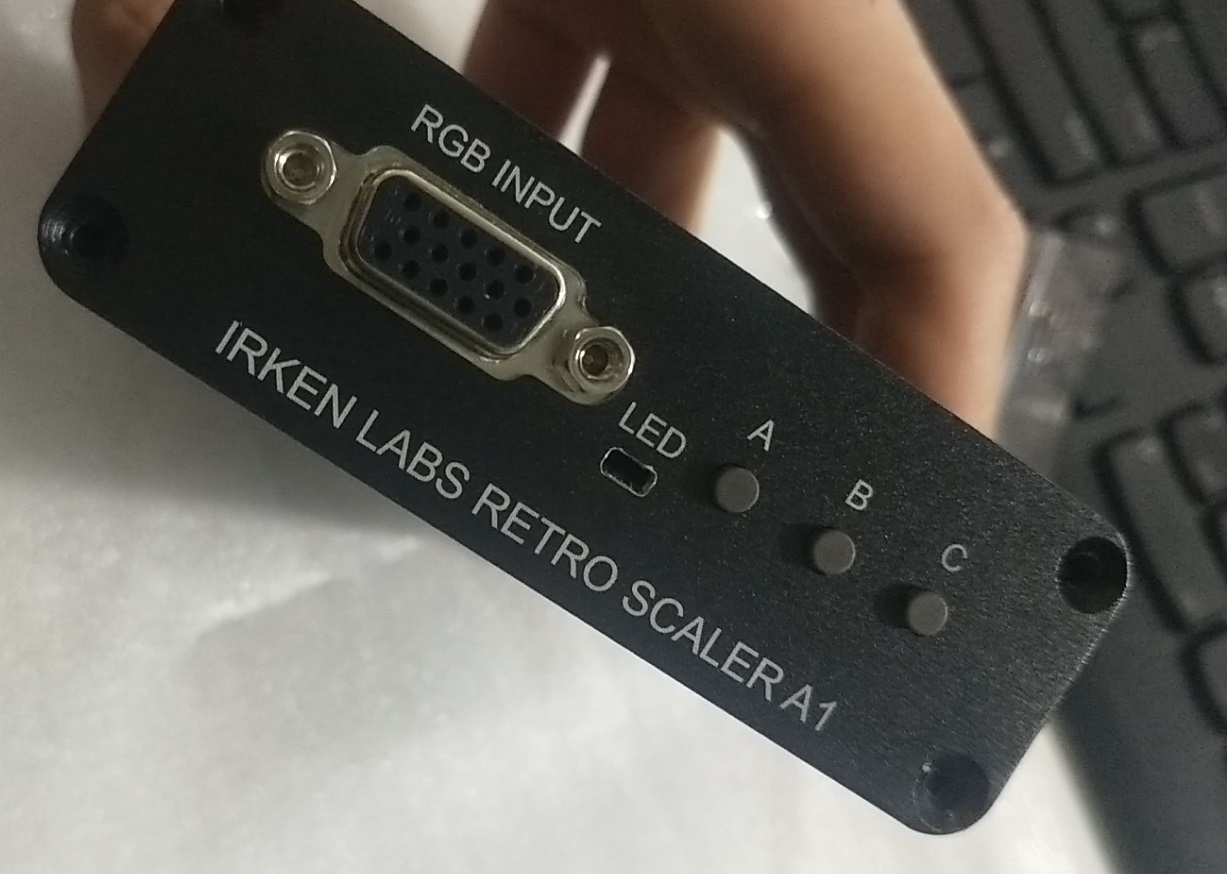 RGB INPUT
LED
A
B
C
IRKEN LABS RETRO SCALER A1